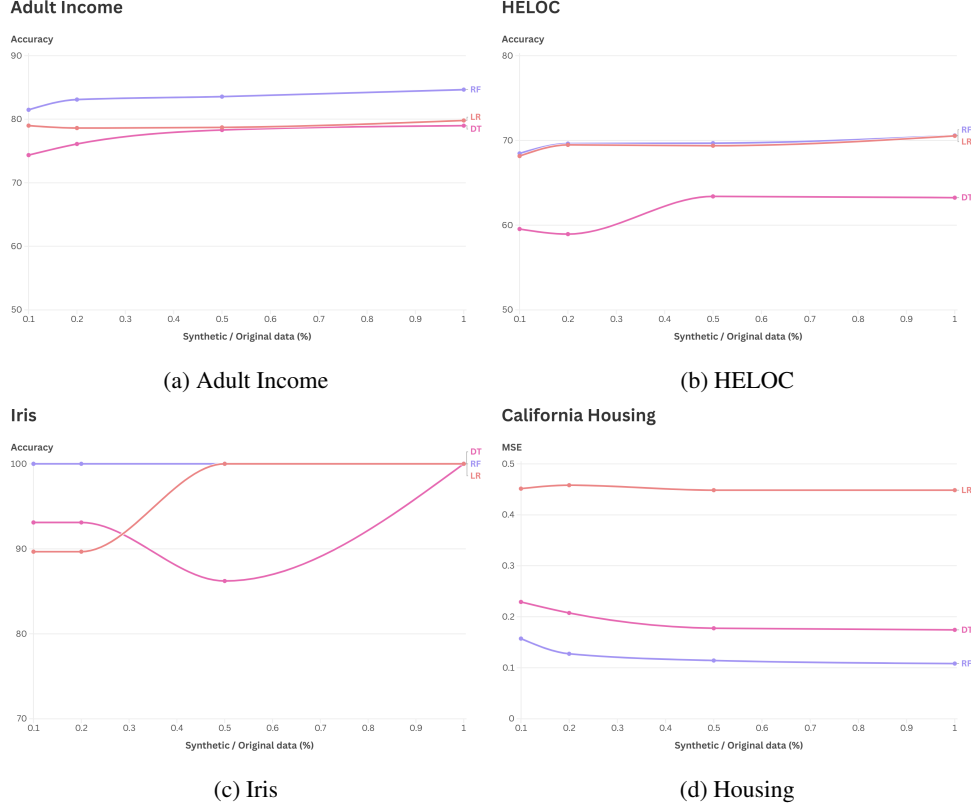 Adult Income
Accuracy
90
80
70
60
50
0.1 0.2 0.3 0.4 0.5 0.6 0.7 0.8 0.9 1
RF
LR
DT
Synthetic / Original data (%)
(a) Adult Income
HELOC
Accuracy
80
70
60
50
0.1 0.2 0.3 0.4 0.5 0.6 0.7 0.8 0.9 1
RF
LR
DT
Synthetic / Original data (%)
(b) HELOC
Iris
Accuracy
100
90
80
70
0.1 0.2 0.3 0.4 0.5 0.6 0.7 0.8 0.9 1
DT
RF
LR
Synthetic / Original data (%)
(c) Iris
California Housing
MSE
0.5
0.4
0.3
0.2
0.1
0
0.1 0.2 0.3 0.4 0.5 0.6 0.7 0.8 0.9 1
LR
DT
RF
Synthetic / Original data (%)
(d) Housing